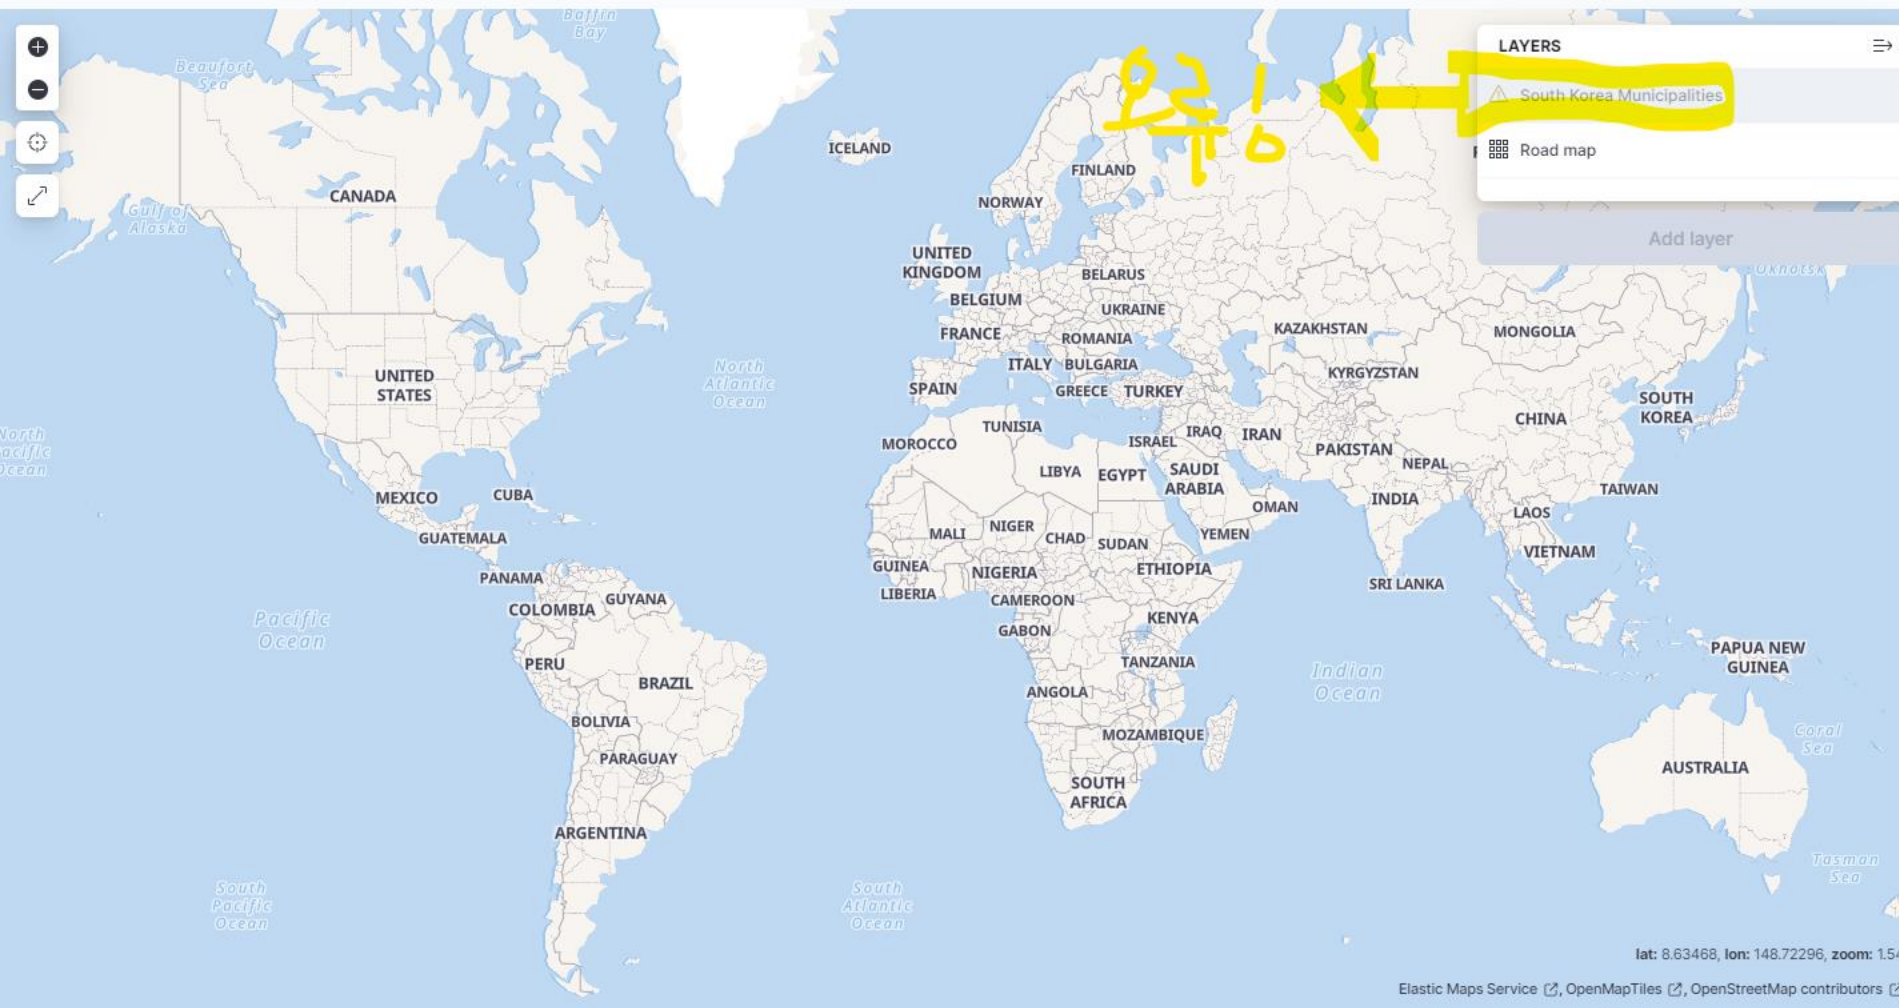 Baffin
Bay
LAYERS
Beaufort
Sea
South Korea Municipalities
ICELAND
Road map
FINLAND
CANADA
NORWAY
Gulf of
Alaska
Add layer
UNITED
KINGDOM
BELARUS
Okhotsk
BELGIUM
UKRAINE
FRANCE
ROMANIA
KAZAKHSTAN
MONGOLIA
ITALY
BULGARIA
KYRGYZSTAN
North
Atlantic
Ocean
UNITED
STATES
SPAIN
GREECE
TURKEY
SOUTH
KOREA
CHINA
TUNISIA
MOROCCO
ISRAEL
IRAQ
IRAN
PAKISTAN
NEPAL
North
acific
Ocean
LIBYA
EGYPT
SAUDI
ARABIA
MEXICO
CUBA
INDIA
TAIWAN
OMAN
LAOS
MALI
NIGER
CHAD
SUDAN
YEMEN
GUATEMALA
VIETNAM
GUINEA
NIGERIA
ETHIOPIA
PANAMA
SRI LANKA
LIBERIA
CAMEROON
COLOMBIA
GUYANA
KENYA
Pacific
Ocean
GABON
PERU
TANZANIA
PAPUA NEW
GUINEA
BRAZIL
ANGOLA
Indian
Ocean
BOLIVIA
MOZAMBIQUE
Coral
Sea
PARAGUAY
AUSTRALIA
SOUTH
AFRICA
ARGENTINA
Tasman
Sea
South
Pacific
Ocean
South
Atlantic
Ocean
lat: 8.63468, lon: 148.72296, zoom: 1.54
Elastic Maps Service , OpenMapTiles , OpenStreetMap contributors